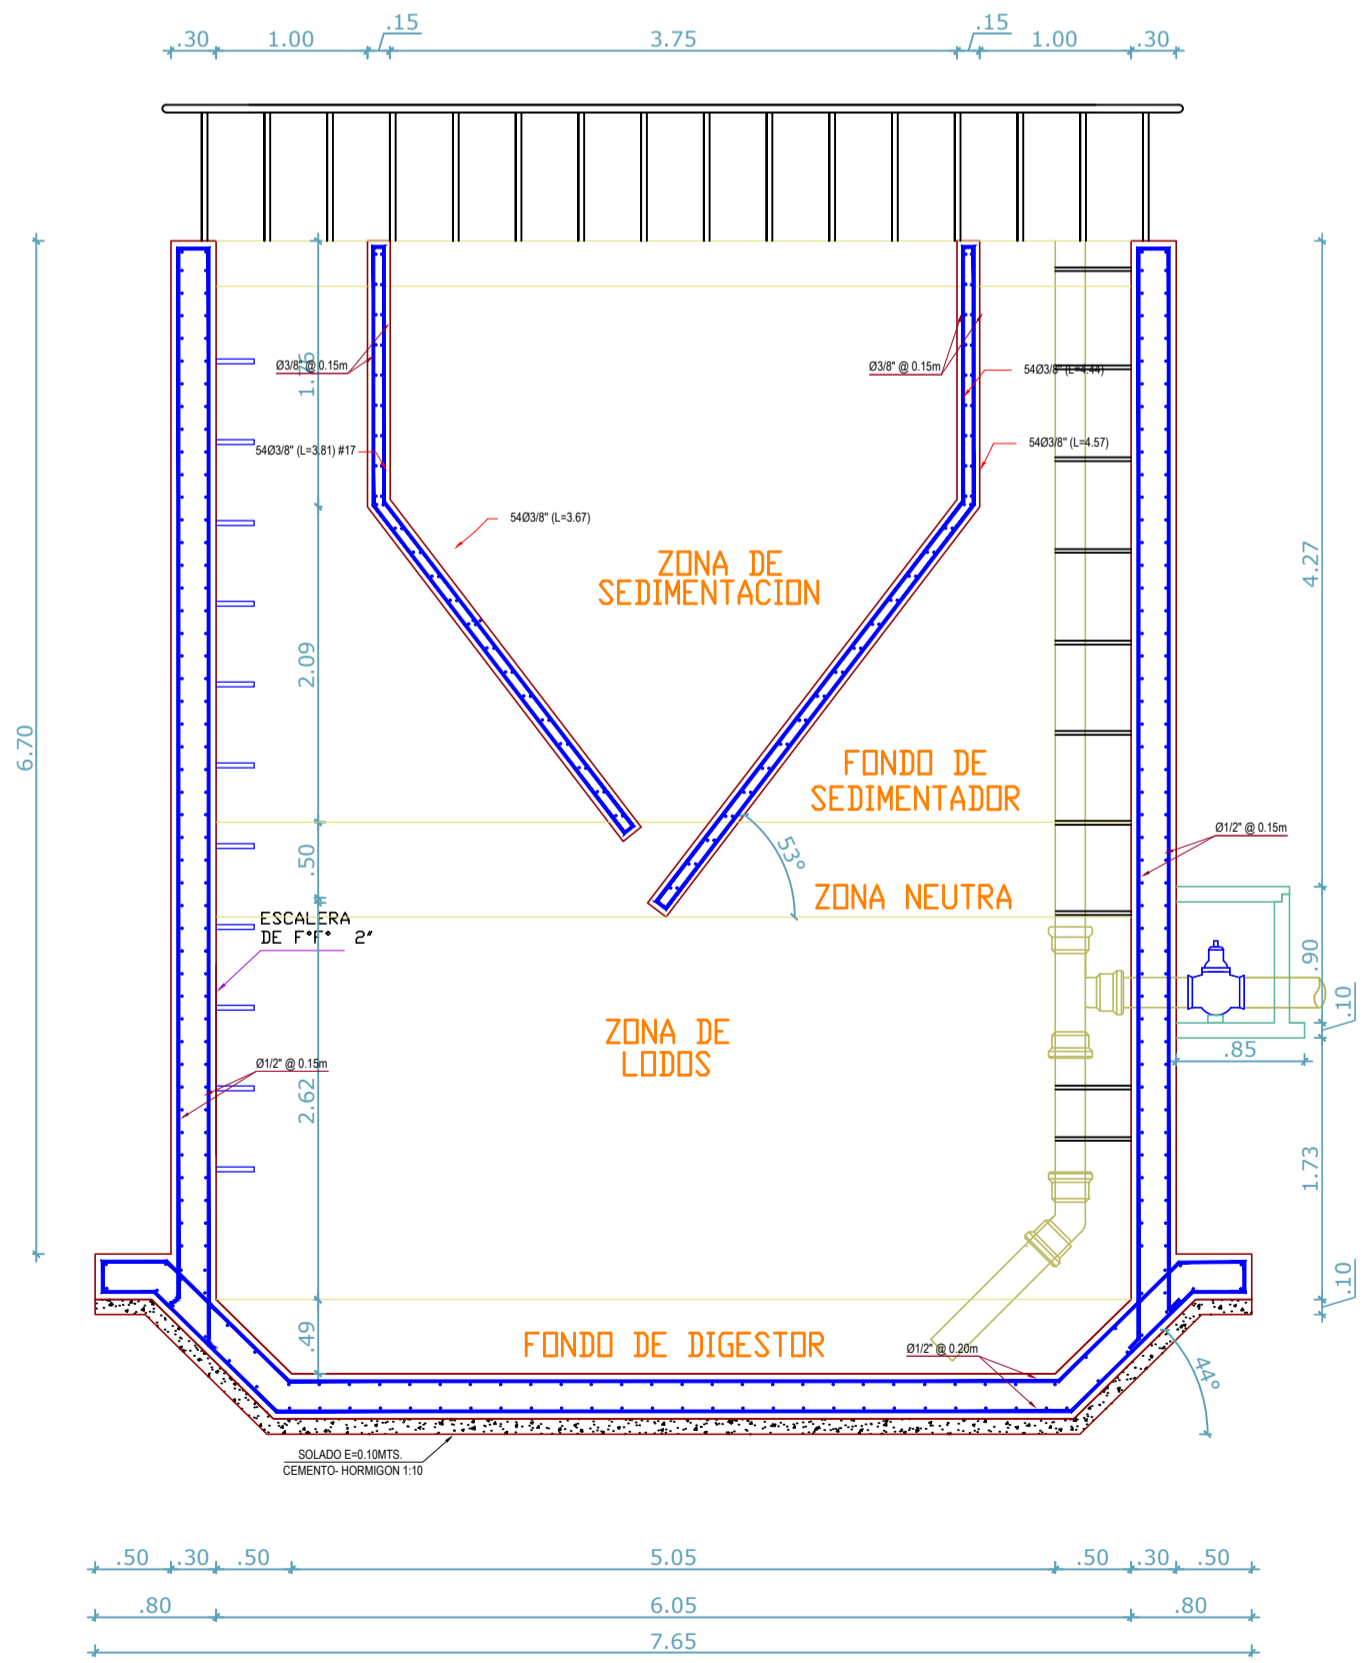 .15
.15
.30
1.00
3.75
1.00
.30
Ø3/8" @ 0.15m
1.76
Ø3/8" @ 0.15m
54Ø3/8" (L=4.44)
54Ø3/8" (L=3.81) #17
54Ø3/8" (L=4.57)
54Ø3/8" (L=3.67)
ZONA DE
SEDIMENTACION
4.27
2.09
6.70
FONDO DE
SEDIMENTADOR
Ø1/2" @ 0.15m
53°
.50
ZONA NEUTRA
ESCALERA
DE F°F° 2"
.90
.10
ZONA DE
LODOS
.85
Ø1/2" @ 0.15m
2.62
1.73
.10
.49
FONDO DE DIGESTOR
Ø1/2" @ 0.20m
44°
SOLADO E=0.10MTS.
CEMENTO- HORMIGON 1:10
.50
.30
.50
5.05
.50
.30
.50
.80
6.05
.80
7.65